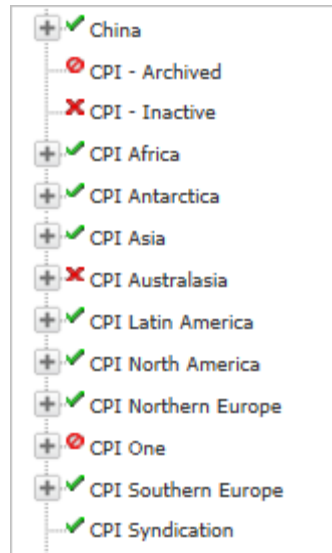 China
CPI - Archived
CPI - Inactive
CPI Africa
CPI Antarctica
CPI Asia
CPI Australasia
CPI Latin America
CPI North America
CPI Northern Europe
CPI One
CPI Southern Europe
CPI Syndication